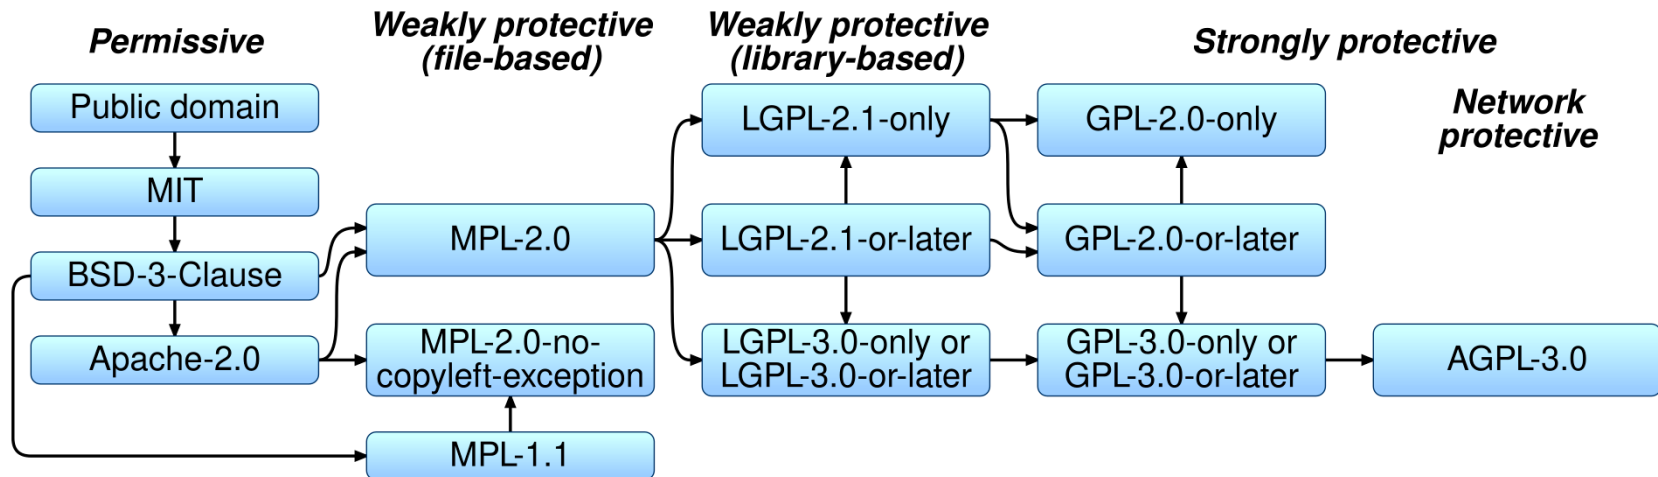 Permissive
Weakly protective
(file-based)
Weakly protective
(library-based)
Strongly protective
Network
protective
Public domain
MIT
BSD-3-Clause
Apache-2.0
MPL-2.0
MPL-2.0-no-
copyleft-exception
MPL-1.1
LGPL-2.1-only
LGPL-2.1-or-later
LGPL-3.0-only or
LGPL-3.0-or-later
GPL-2.0-only
GPL-2.0-or-later
GPL-3.0-only or
GPL-3.0-or-later
AGPL-3.0